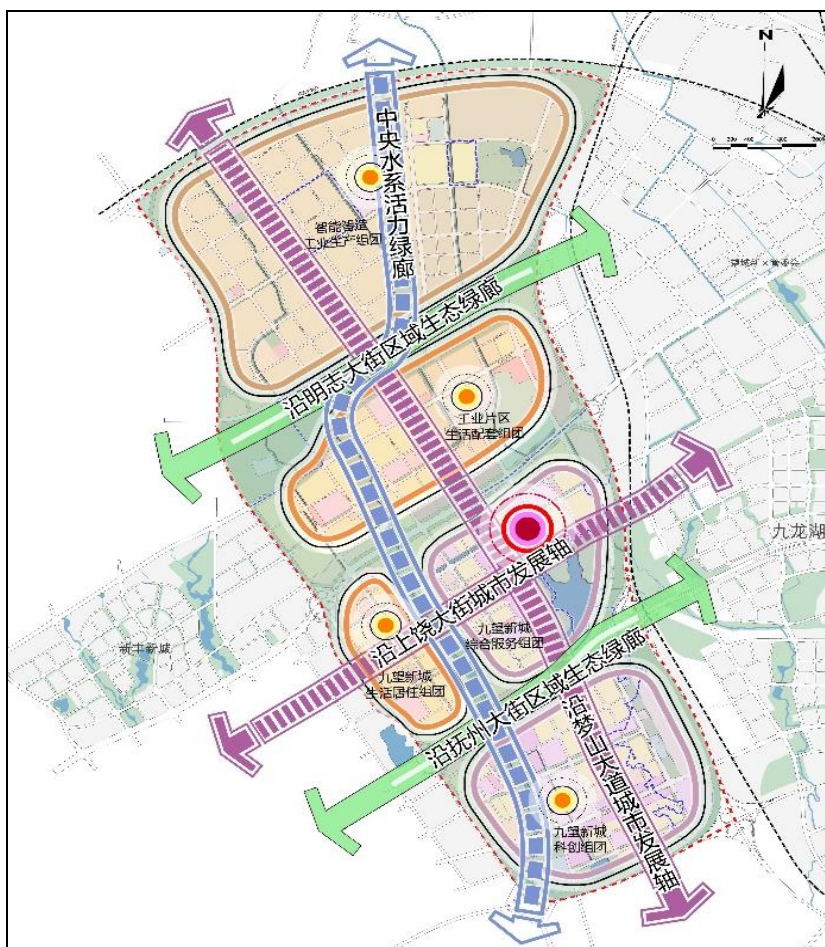 N
中央水系活力绿廊
智能制造
工业生产组团
沿明志大街区域生态绿廊
工业片区
生活配套组团
九龙湖
沿上饶大街城市发展轴
九望新城
综合服务组团
新丰新城
九望新城
生活居住组团
沿抚州大街区域生态绿廊
沿梦山大道城市发展轴
九望新城
科创组团